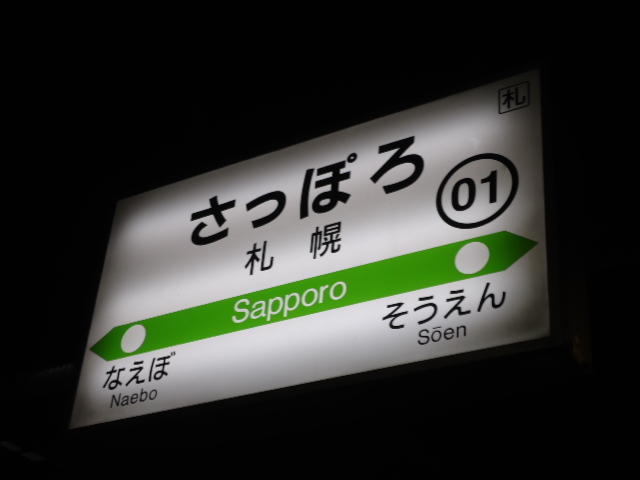 札
さっぽろ
01
札幌
Sapporo
なえぼ
Naebo
そうえん
Sōen